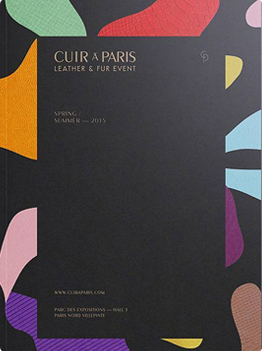 CUIR À PARIS
LEATHER & FUR EVENT
SPRING /
SUMMER — 2015
WWW.CUIRAPARIS.COM
PARC DES EXPOSITIONS — HALL 3
PARIS NORD VILLEPINTE